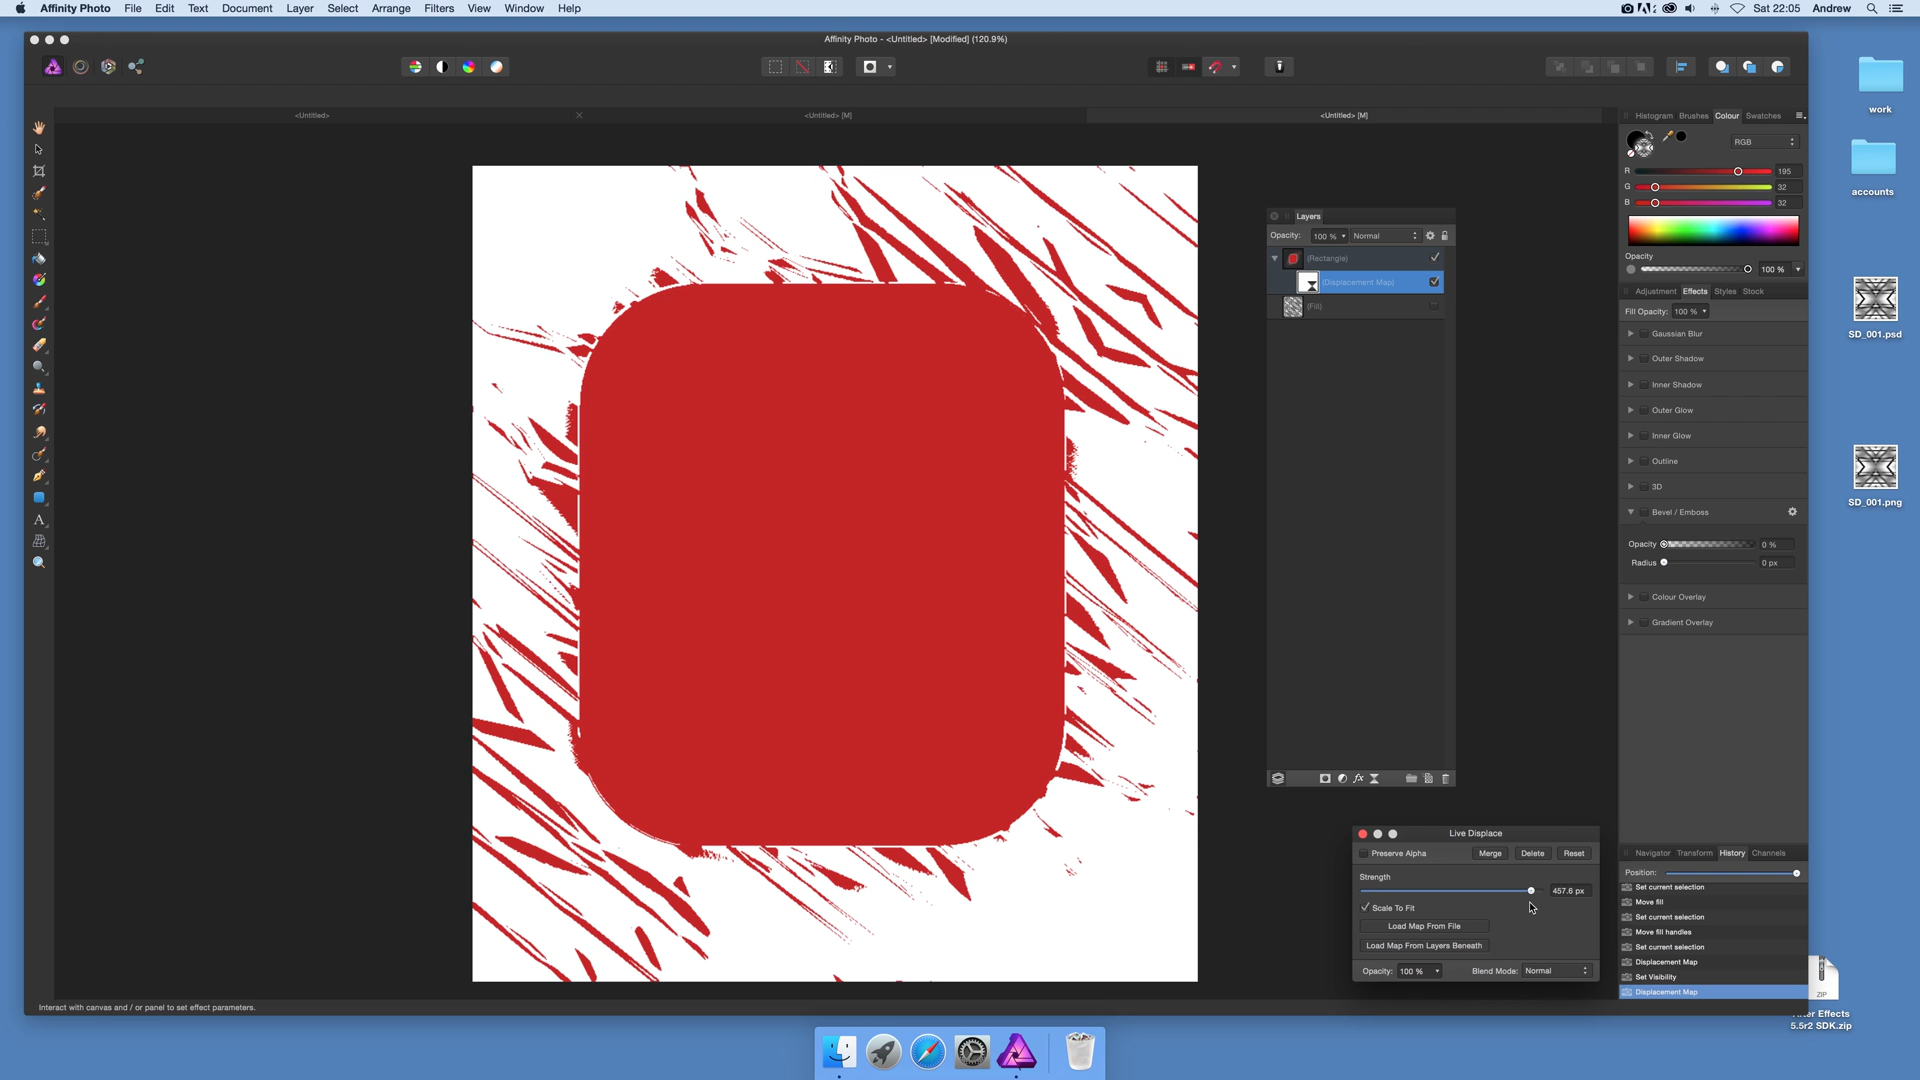 Affinity Photo File Edit Text Document Layer Select Arrange Filters View Window Help
Sat 22:05 Andrew
Affinity Photo - <Untitled> [Modified] (120.9%)
<Untitled> <Untitled> [M] <Untitled> [M]
Histogram Brushes Colour Swatches
RGB
R 195
G 32
B 32
Opacity
100 %
Adjustment Effects Styles Stock
Fill Opacity: 100 %
Gaussian Blur
Outer Shadow
Inner Shadow
Outer Glow
Inner Glow
Outline
3D
Bevel / Emboss
Opacity 0 %
Radius 0 px
Colour Overlay
Gradient Overlay
Layers
Opacity: 100 % Normal
(Rectangle)
(Displacement Map)
(Fill)
Live Displace
Preserve Alpha Merge Delete Reset
Strength
457.6 px
Scale To Fit
Load Map From File
Load Map From Layers Beneath
Opacity: 100 % Blend Mode: Normal
Navigator Transform History Channels
Position:
Set current selection
Move fill
Set current selection
Move fill handles
Set current selection
Displacement Map
Set Visibility
Displacement Map
work
accounts
SD_001.psd
SD_001.png
ZIP
After Effects
5.5r2 SDK.zip
A
Interact with canvas and / or panel to set effect parameters.